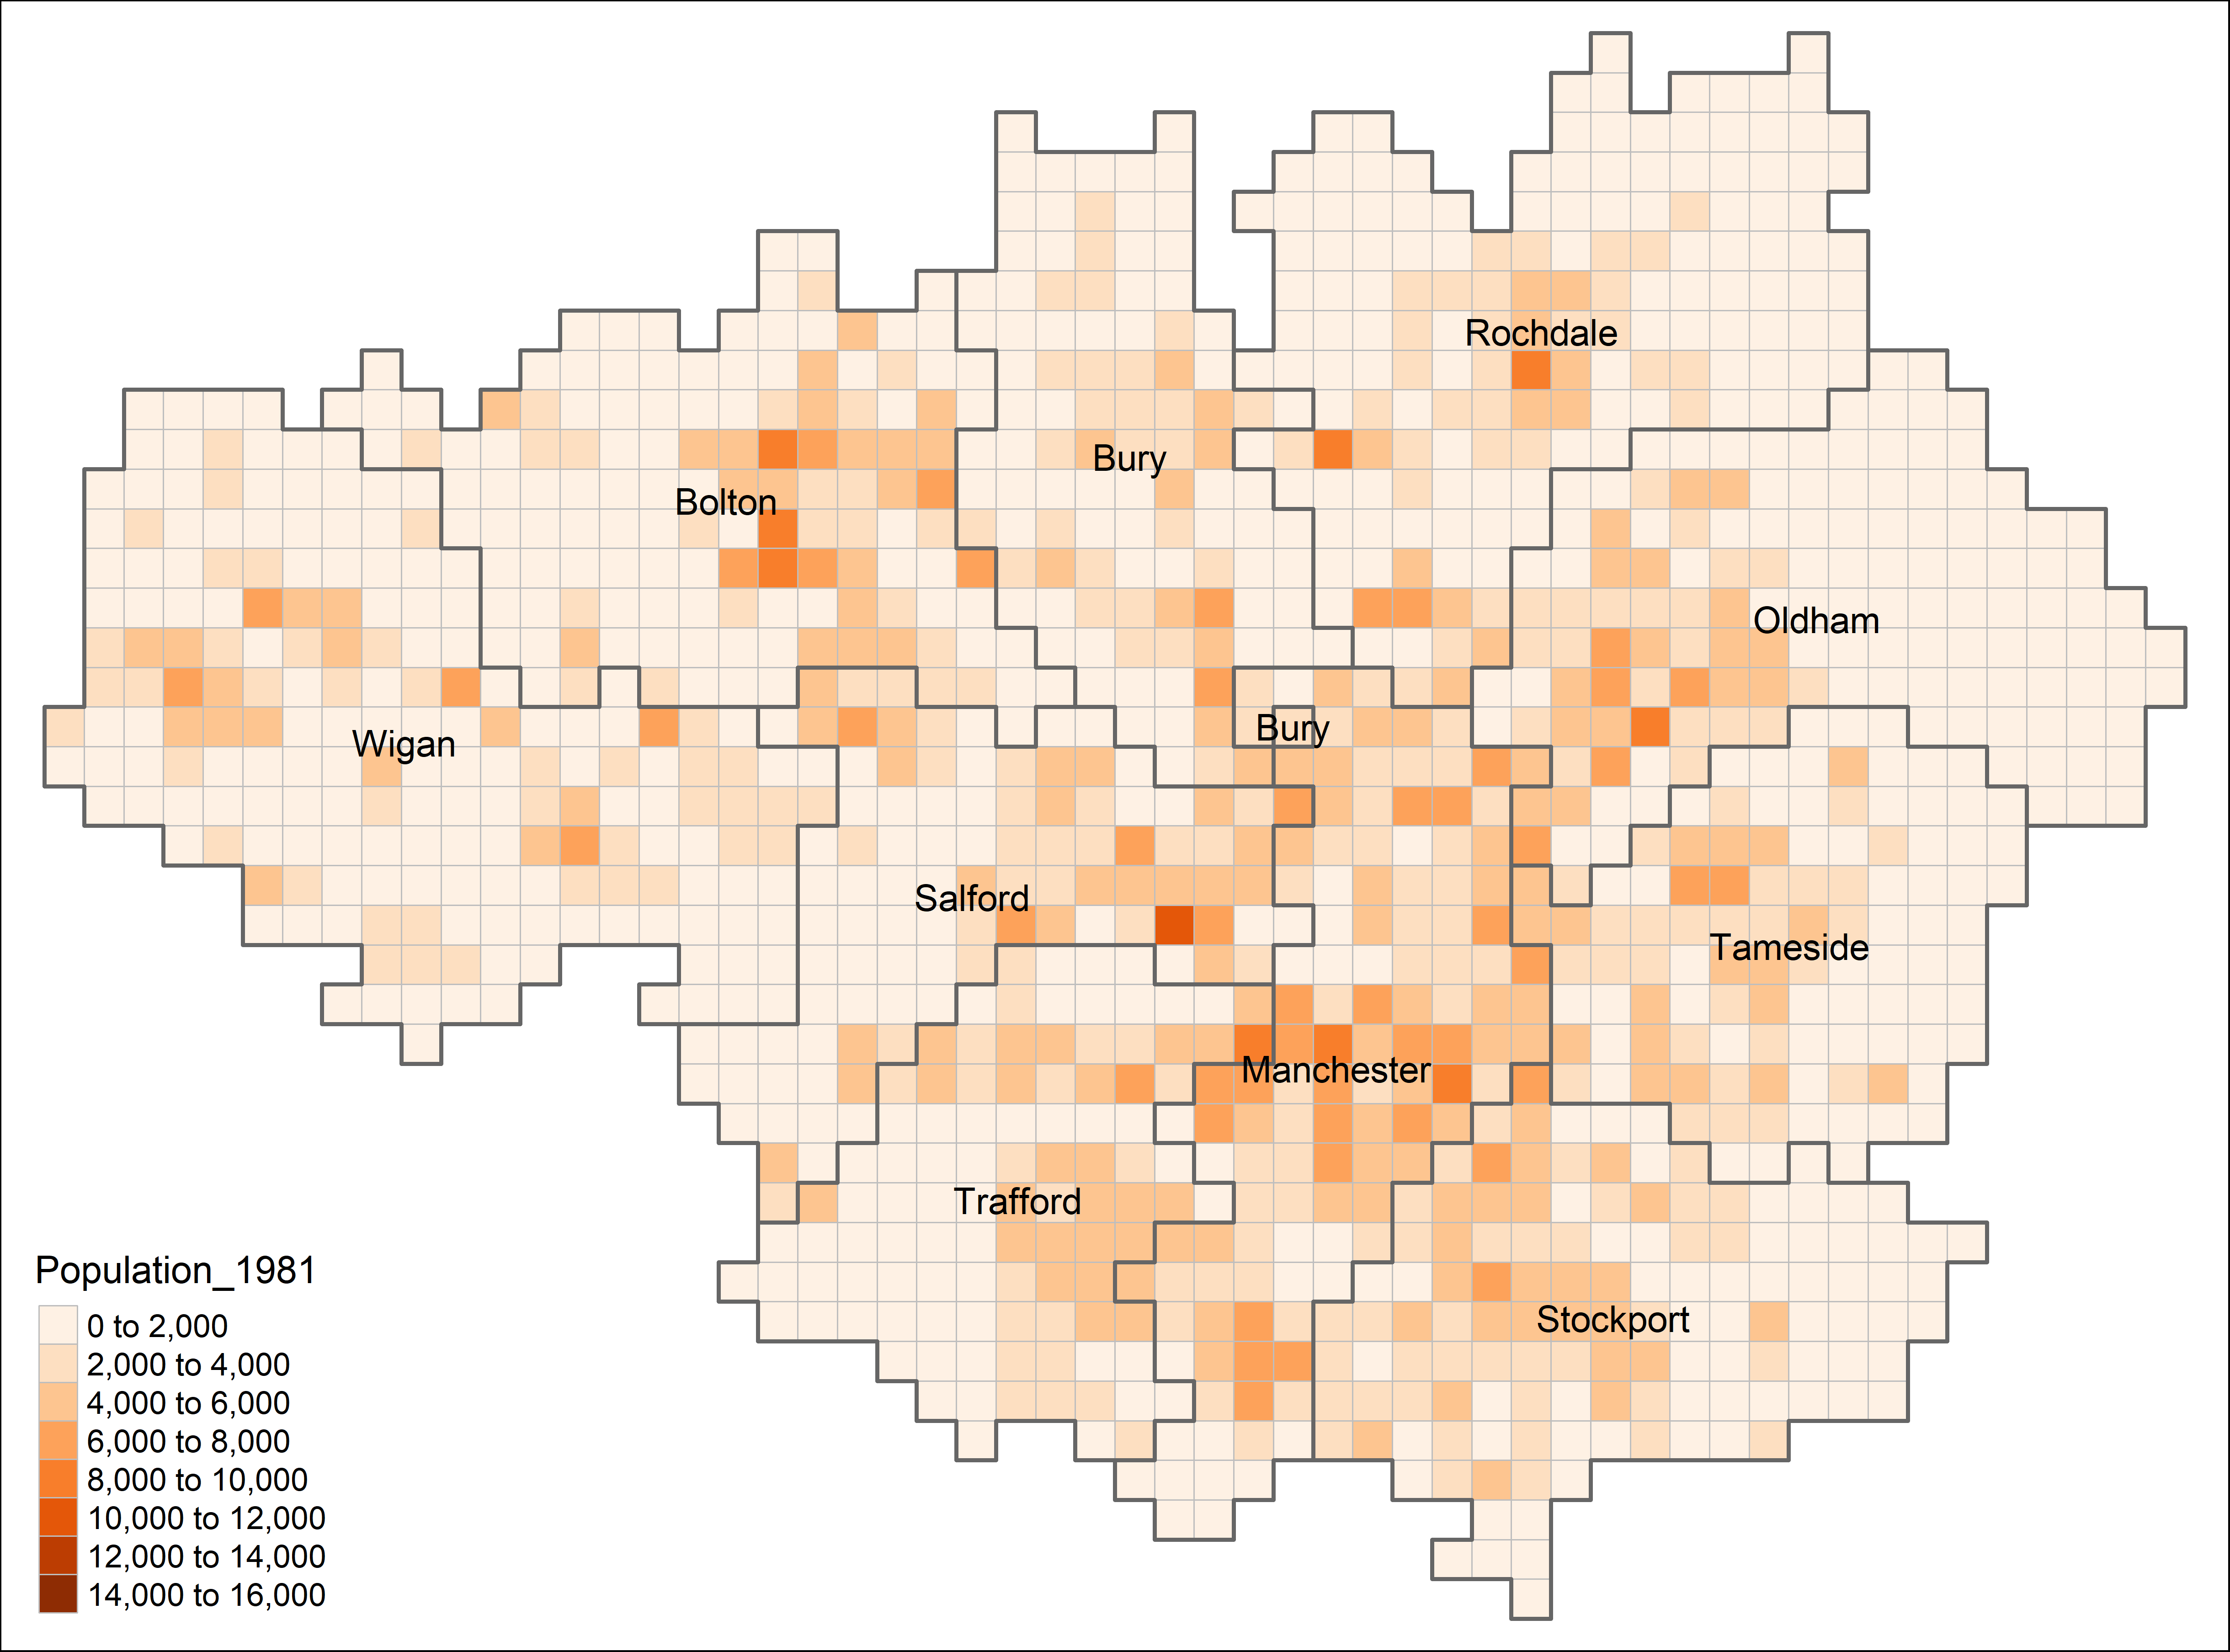 Rochdale
Bury
Bolton
Oldham
Bury
Wigan
Salford
Tameside
Manchester
Trafford
Stockport
Population_1981
0 to 2,000
2,000 to 4,000
4,000 to 6,000
6,000 to 8,000
8,000 to 10,000
10,000 to 12,000
12,000 to 14,000
14,000 to 16,000